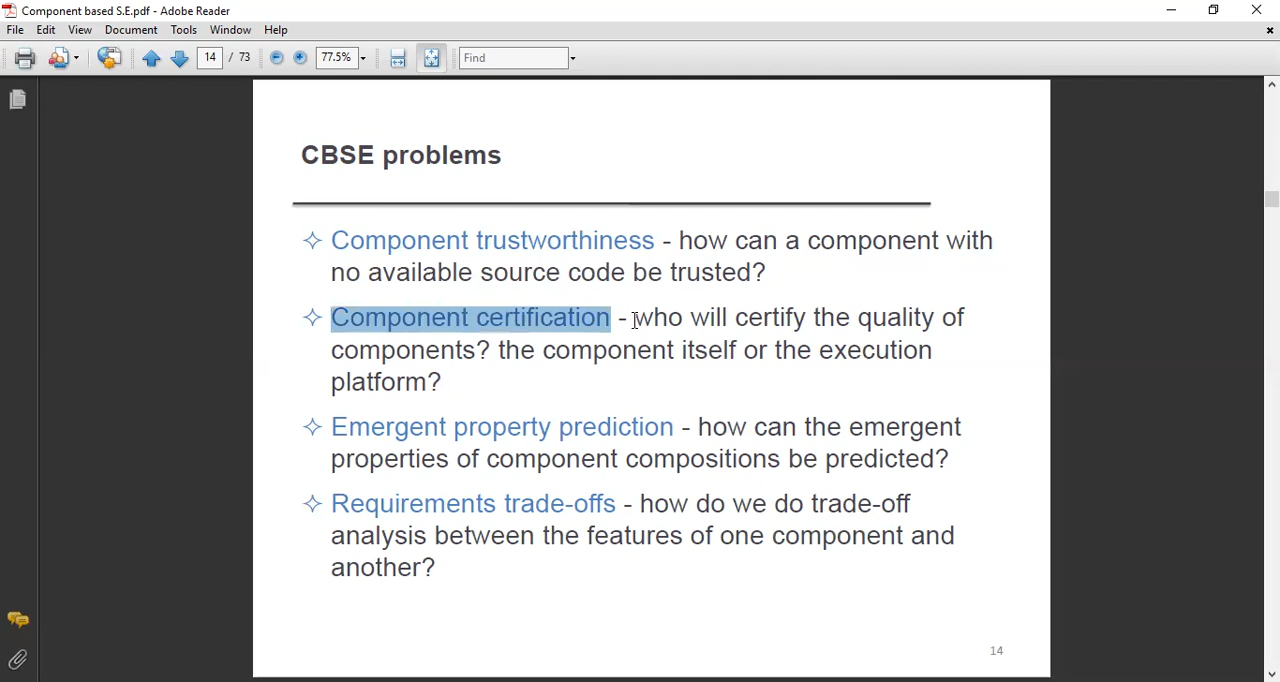 Component based S.E.pdf - Adobe Reader
File Edit View Document Tools Window Help
14 / 73 77.5% Find
CBSE problems
✧ Component trustworthiness - how can a component with
no available source code be trusted?
✧ Component certification - who will certify the quality of
components? the component itself or the execution
platform?
✧ Emergent property prediction - how can the emergent
properties of component compositions be predicted?
✧ Requirements trade-offs - how do we do trade-off
analysis between the features of one component and
another?
14